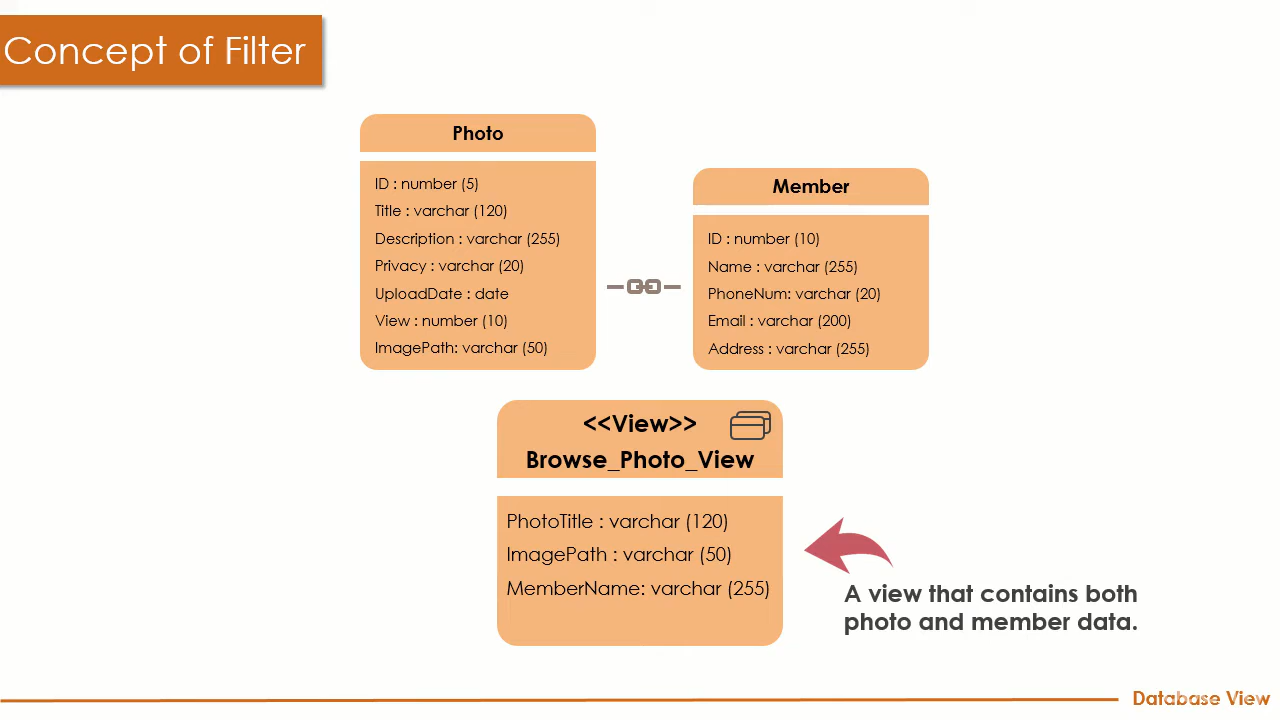 Concept of Filter
Photo
ID : number (5)
Title : varchar (120)
Description : varchar (255)
Privacy : varchar (20)
UploadDate : date
View : number (10)
ImagePath: varchar (50)
Member
ID : number (10)
Name : varchar (255)
PhoneNum: varchar (20)
Email : varchar (200)
Address : varchar (255)
<<View>>
Browse_Photo_View
PhotoTitle : varchar (120)
ImagePath : varchar (50)
MemberName: varchar (255)
A view that contains both
photo and member data.
Database View